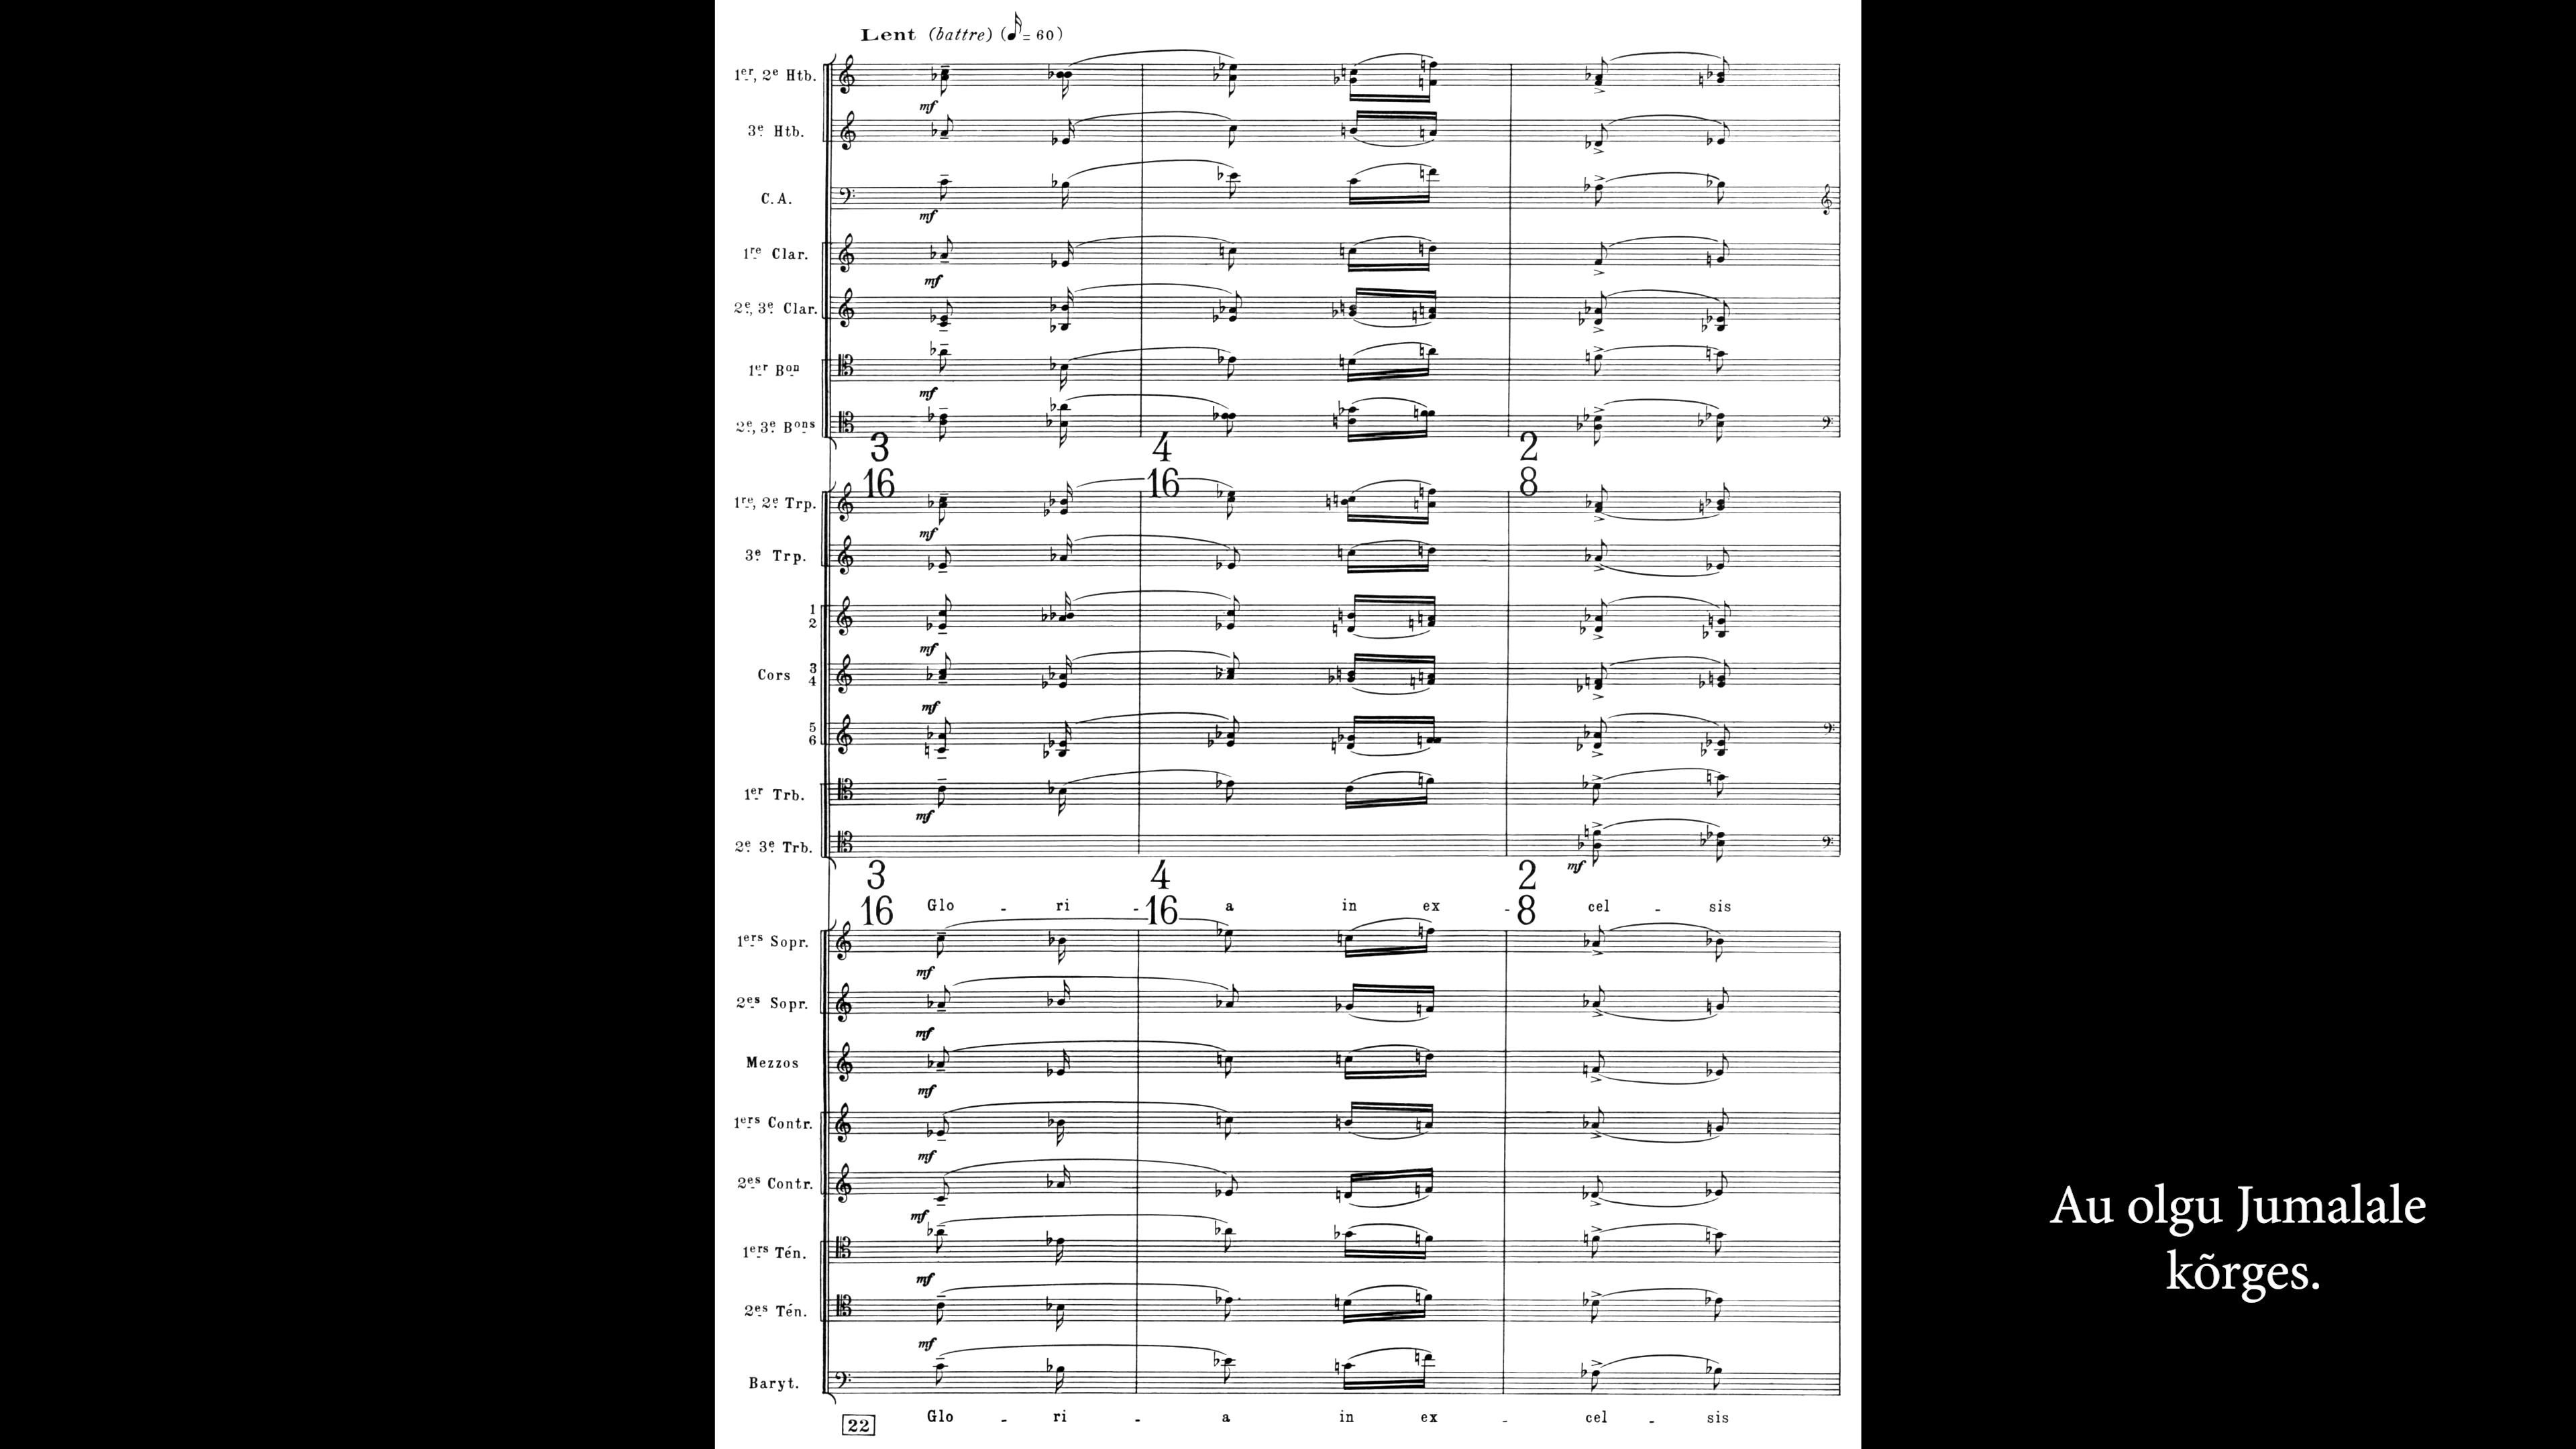 Lent (battre) (𝅘𝅥𝅯 = 60)
1er, 2e Htb.
mf
3e Htb.
C.A.
mf
1re Clar.
mf
2e, 3e Clar.
1er Bon
mf
2e, 3e Bons
3 4 2
16 16 8
1re, 2e Trp.
mf
3e Trp.
1
2
mf
Cors 3
4
mf
5
6
1er Trb.
mf
2e 3e Trb.
mf
3 4 2
16 16 8
Glo - ri - a in ex - cel - sis
1ers Sopr.
mf
2es Sopr.
mf
Mezzos
mf
1ers Contr.
mf
2es Contr.
mf
1ers Tén.
mf
2es Tén.
mf
Baryt.
Glo - ri - a in ex - cel - sis
22
Au olgu Jumalale
kõrges.